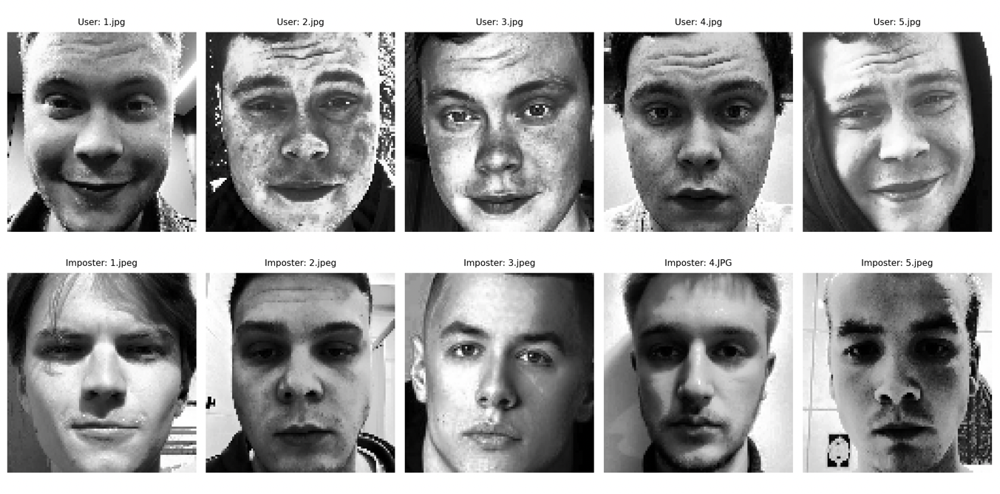 User: 1.jpg
User: 2.jpg
User: 3.jpg
User: 4.jpg
User: 5.jpg
Imposter: 1.jpeg
Imposter: 2.jpeg
Imposter: 3.jpeg
Imposter: 4.JPG
Imposter: 5.jpeg